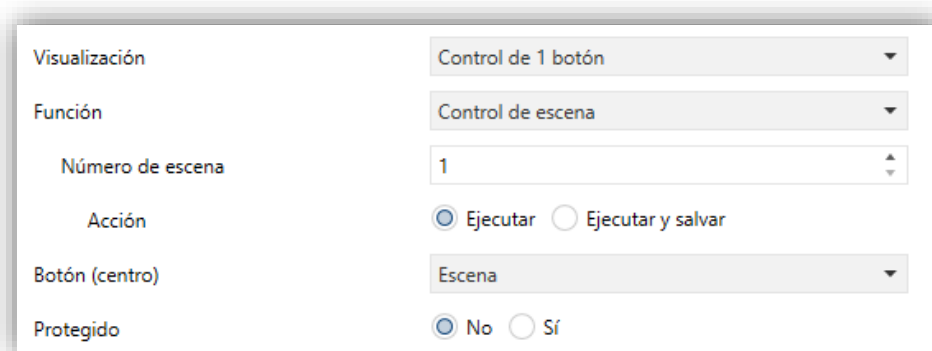 Visualización Control de 1 botón
Función Control de escena
Número de escena 1
Acción Ejecutar Ejecutar y salvar
Botón (centro) Escena
Protegido No Sí